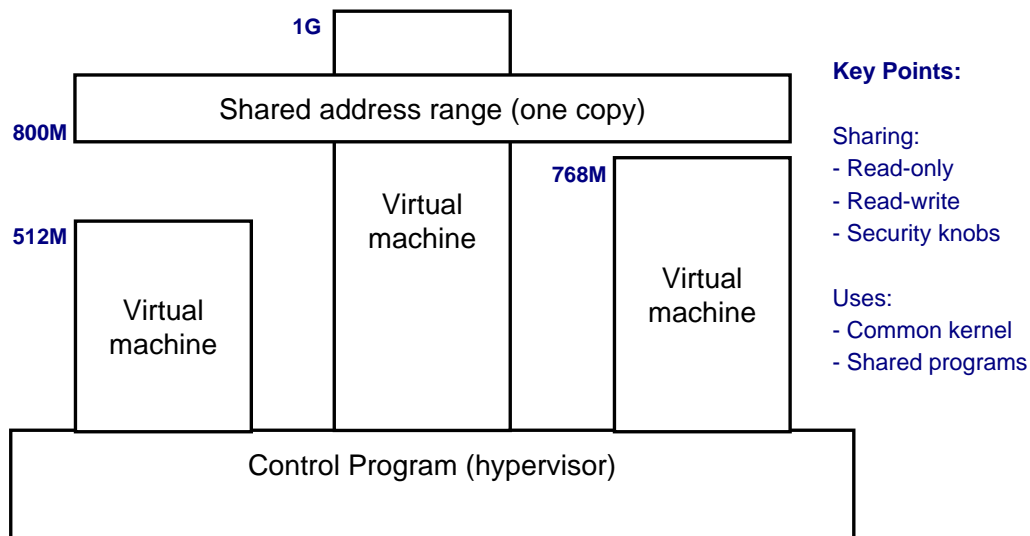 1G
Shared address range (one copy)
800M
768M
512M
Virtual
machine
Virtual
machine
Virtual
machine
Control Program (hypervisor)
Key Points:
Sharing:
- Read-only
- Read-write
- Security knobs
Uses:
- Common kernel
- Shared programs